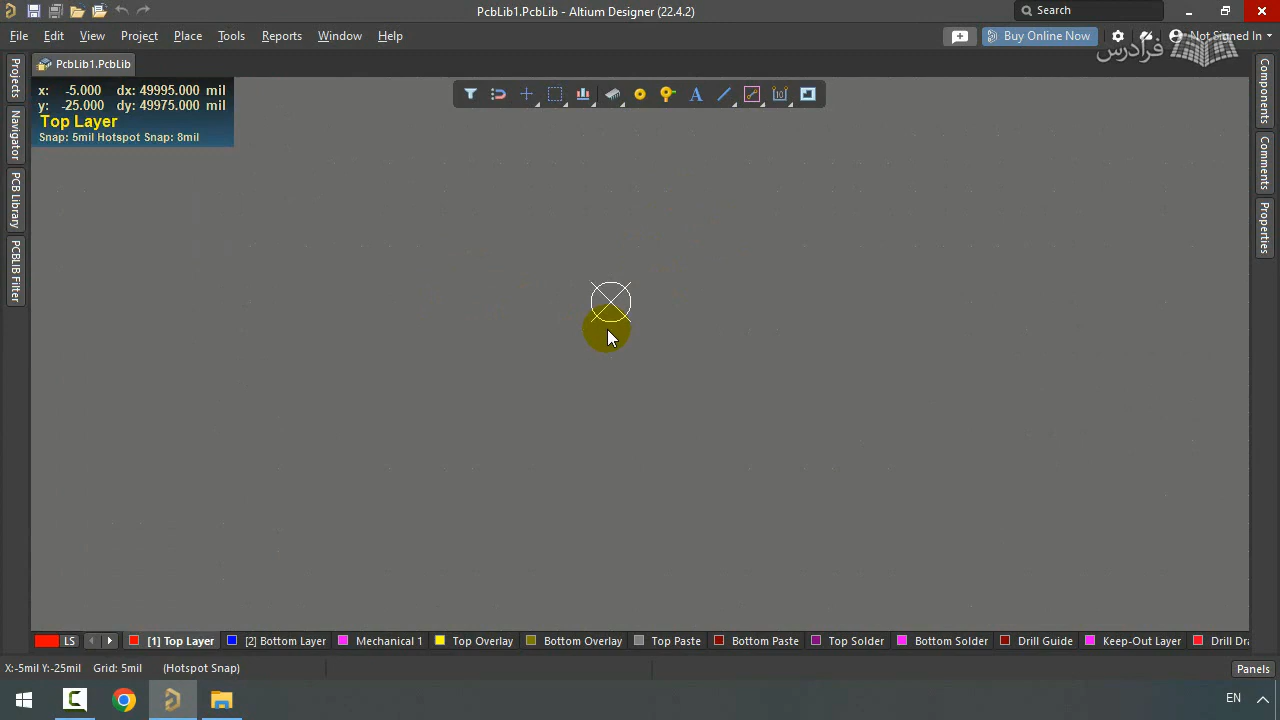 PcbLib1.PcbLib - Altium Designer (22.4.2)
Search
File Edit View Project Place Tools Reports Window Help
Buy Online Now
Not Signed In
فرادرس
PcbLib1.PcbLib
x: -5.000 dx: 49995.000 mil
y: -25.000 dy: 49975.000 mil
Top Layer
Snap: 5mil Hotspot Snap: 8mil
Projects
Navigator
PCB Library
PCBLIB Filter
Components
Comments
Properties
LS [1] Top Layer [2] Bottom Layer Mechanical 1 Top Overlay Bottom Overlay Top Paste Bottom Paste Top Solder Bottom Solder Drill Guide Keep-Out Layer Drill Dra
X:-5mil Y:-25mil Grid: 5mil (Hotspot Snap)
Panels
EN